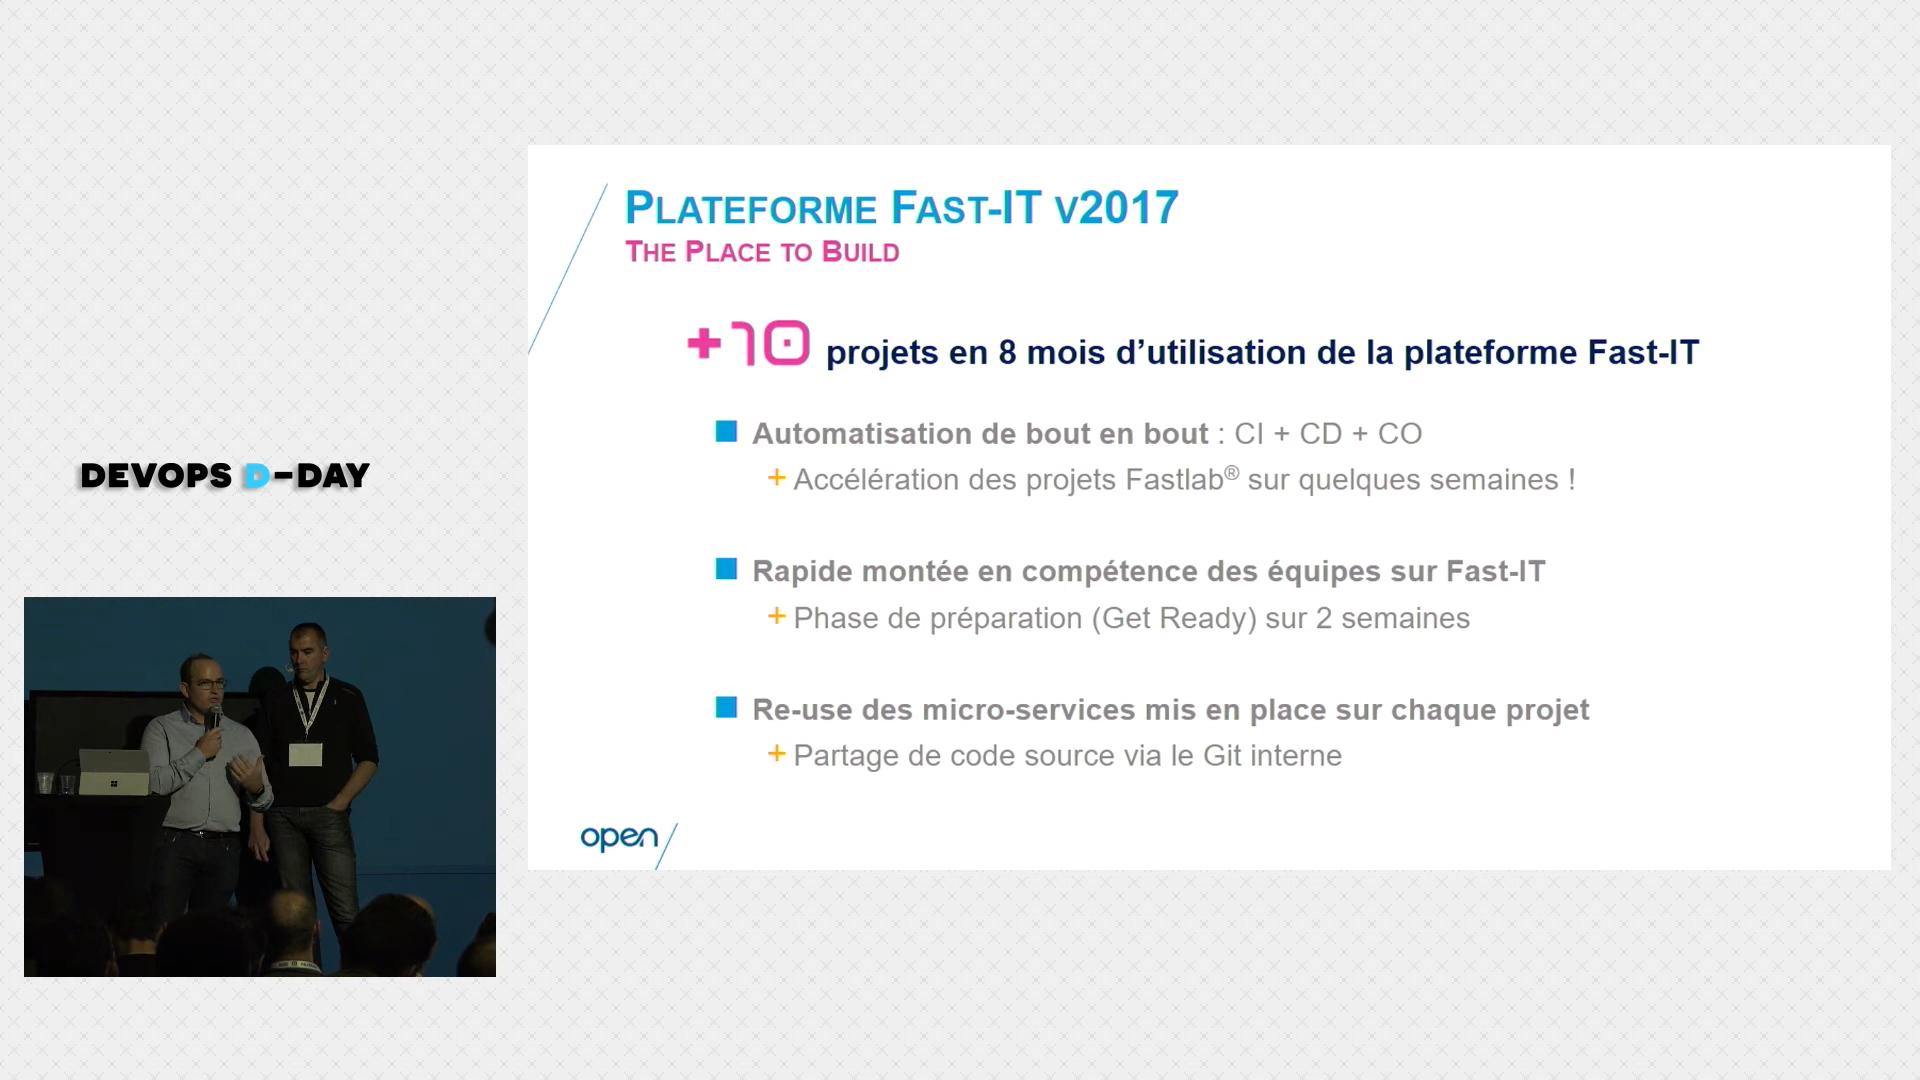 PLATEFORME FAST-IT V2017
THE PLACE TO BUILD
+10 projets en 8 mois d’utilisation de la plateforme Fast-IT
Automatisation de bout en bout : CI + CD + CO
+ Accélération des projets Fastlab® sur quelques semaines !
Rapide montée en compétence des équipes sur Fast-IT
+ Phase de préparation (Get Ready) sur 2 semaines
Re-use des micro-services mis en place sur chaque projet
+ Partage de code source via le Git interne
open
DEVOPS D-DAY